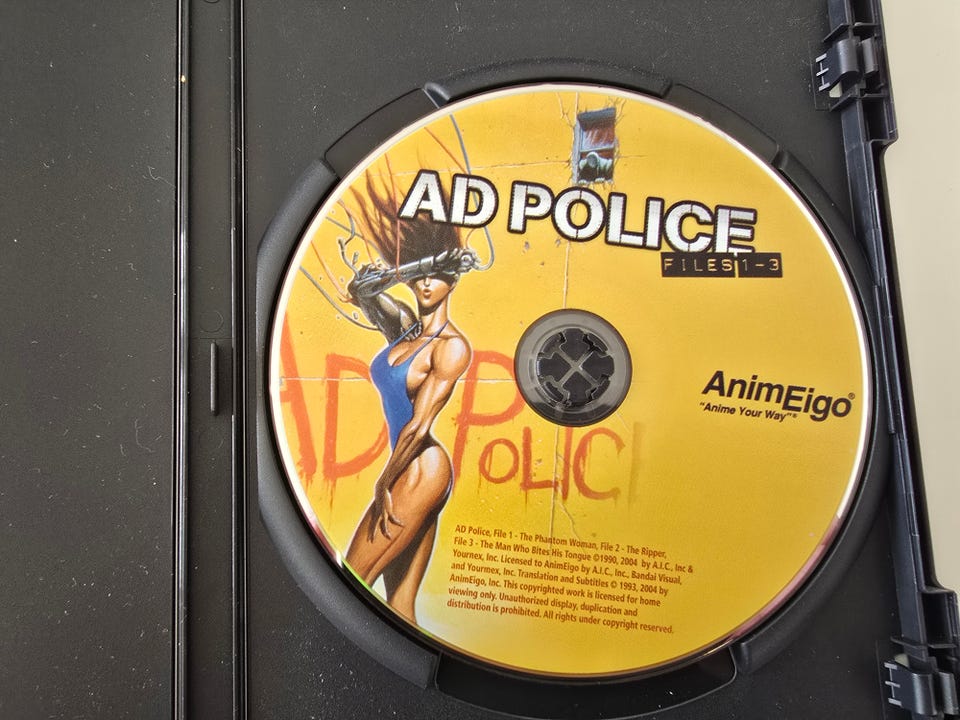 AD POLICE
FILES 1-3
AD POLIC
AnimEigo®
"Anime Your Way"®
AD Police, File 1 - The Phantom Woman, File 2 - The Ripper,
File 3 - The Man Who Bites His Tongue ©1990, 2004 by A.I.C., Inc &
Yournex, Inc. Licensed to AnimEigo by A.I.C., Inc., Bandai Visual,
and Yourmex, Inc. Translation and Subtitles © 1993, 2004 by
AnimEigo, Inc. This copyrighted work is licensed for home
viewing only. Unauthorized display, duplication and
distribution is prohibited. All rights under copyright reserved.